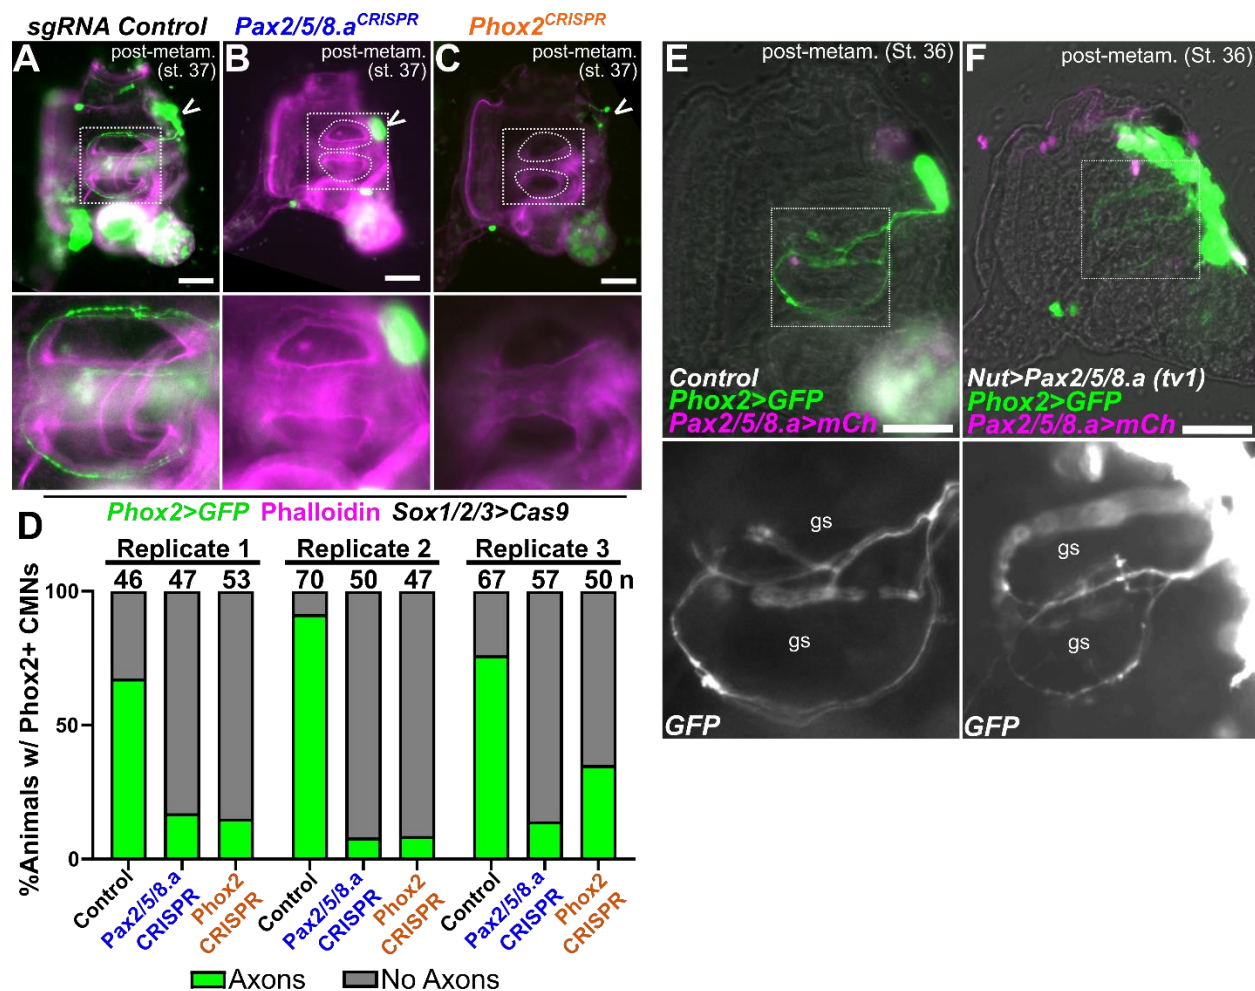 sgRNA Control
Pax2/5/8.a^CRISPR
Phox2^CRISPR
A
post-metam.
(st. 37)
B
post-metam.
(st. 37)
C
post-metam.
(st. 37)
Phox2>GFP Phalloidin Sox1/2/3>Cas9
D
Replicate 1
Replicate 2
Replicate 3
46 47 53 70 50 47 67 57 50 n
%Animals w/ Phox2+ CMNs
100
50
0
Control
Pax2/5/8.a
CRISPR
Phox2
CRISPR
Control
Pax2/5/8.a
CRISPR
Phox2
CRISPR
Control
Pax2/5/8.a
CRISPR
Phox2
CRISPR
Axons
No Axons
E
post-metam. (St. 36)
Control
Phox2>GFP
Pax2/5/8.a>mCh
gs
gs
GFP
F
post-metam. (St. 36)
Nut>Pax2/5/8.a (tv1)
Phox2>GFP
Pax2/5/8.a>mCh
gs
gs
GFP